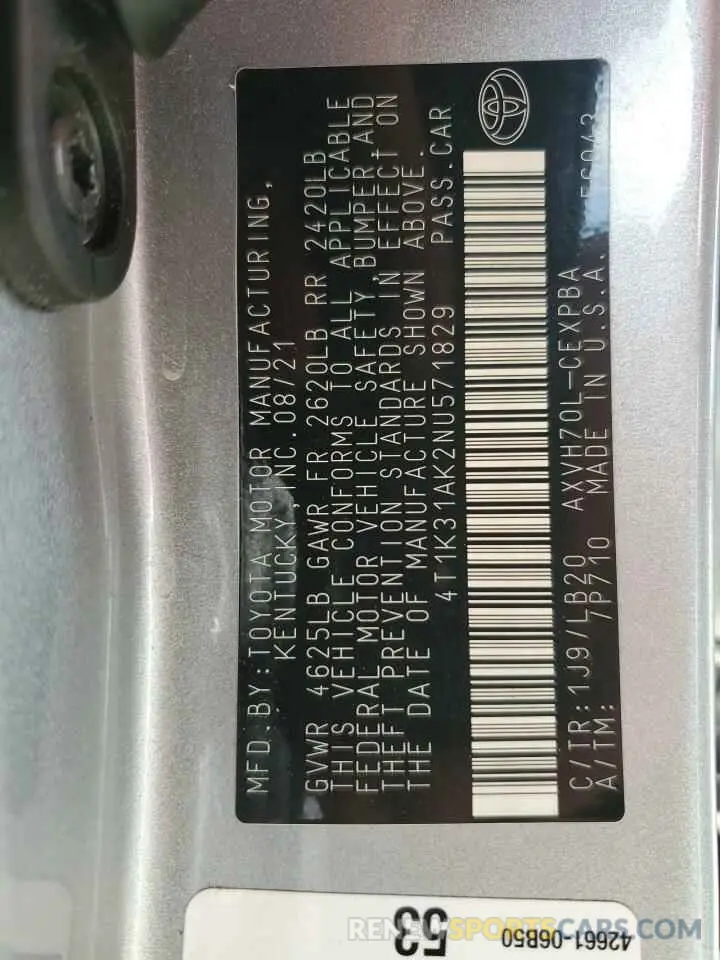 MFD.BY:TOYOTA MOTOR MANUFACTURING,
KENTUCKY,INC.08/21
GVWR 4625LB GAWR FR 2620LB RR 2420LB
THIS VEHICLE CONFORMS TO ALL APPLICABLE
FEDERAL MOTOR VEHICLE SAFETY,BUMPER,AND
THEFT PREVENTION STANDARDS IN EFFECT ON
THE DATE OF MANUFACTURE SHOWN ABOVE.
4T1K31AK2NU571829 PASS.CAR
C/TR:1J9/LB20 AXVH70L-CEXPBA
A/TM: 7P710 MADE IN U.S.A.
53
42661-06B50
RENEWSPORTSCARS.COM